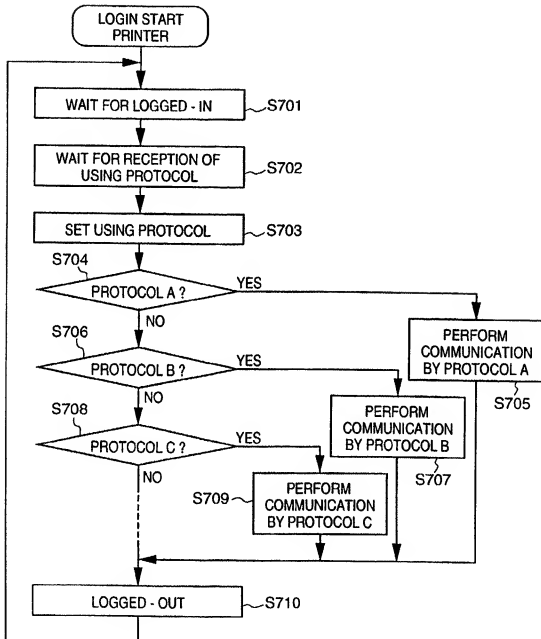 LOGIN START
PRINTER
WAIT FOR LOGGED - IN
S701
WAIT FOR RECEPTION OF
USING PROTOCOL
S702
SET USING PROTOCOL
S703
S704
PROTOCOL A ?
YES
NO
PERFORM
COMMUNICATION
BY PROTOCOL A
S705
S706
PROTOCOL B ?
YES
NO
PERFORM
COMMUNICATION
BY PROTOCOL B
S707
S708
PROTOCOL C ?
YES
NO
S709
PERFORM
COMMUNICATION
BY PROTOCOL C
LOGGED - OUT
S710